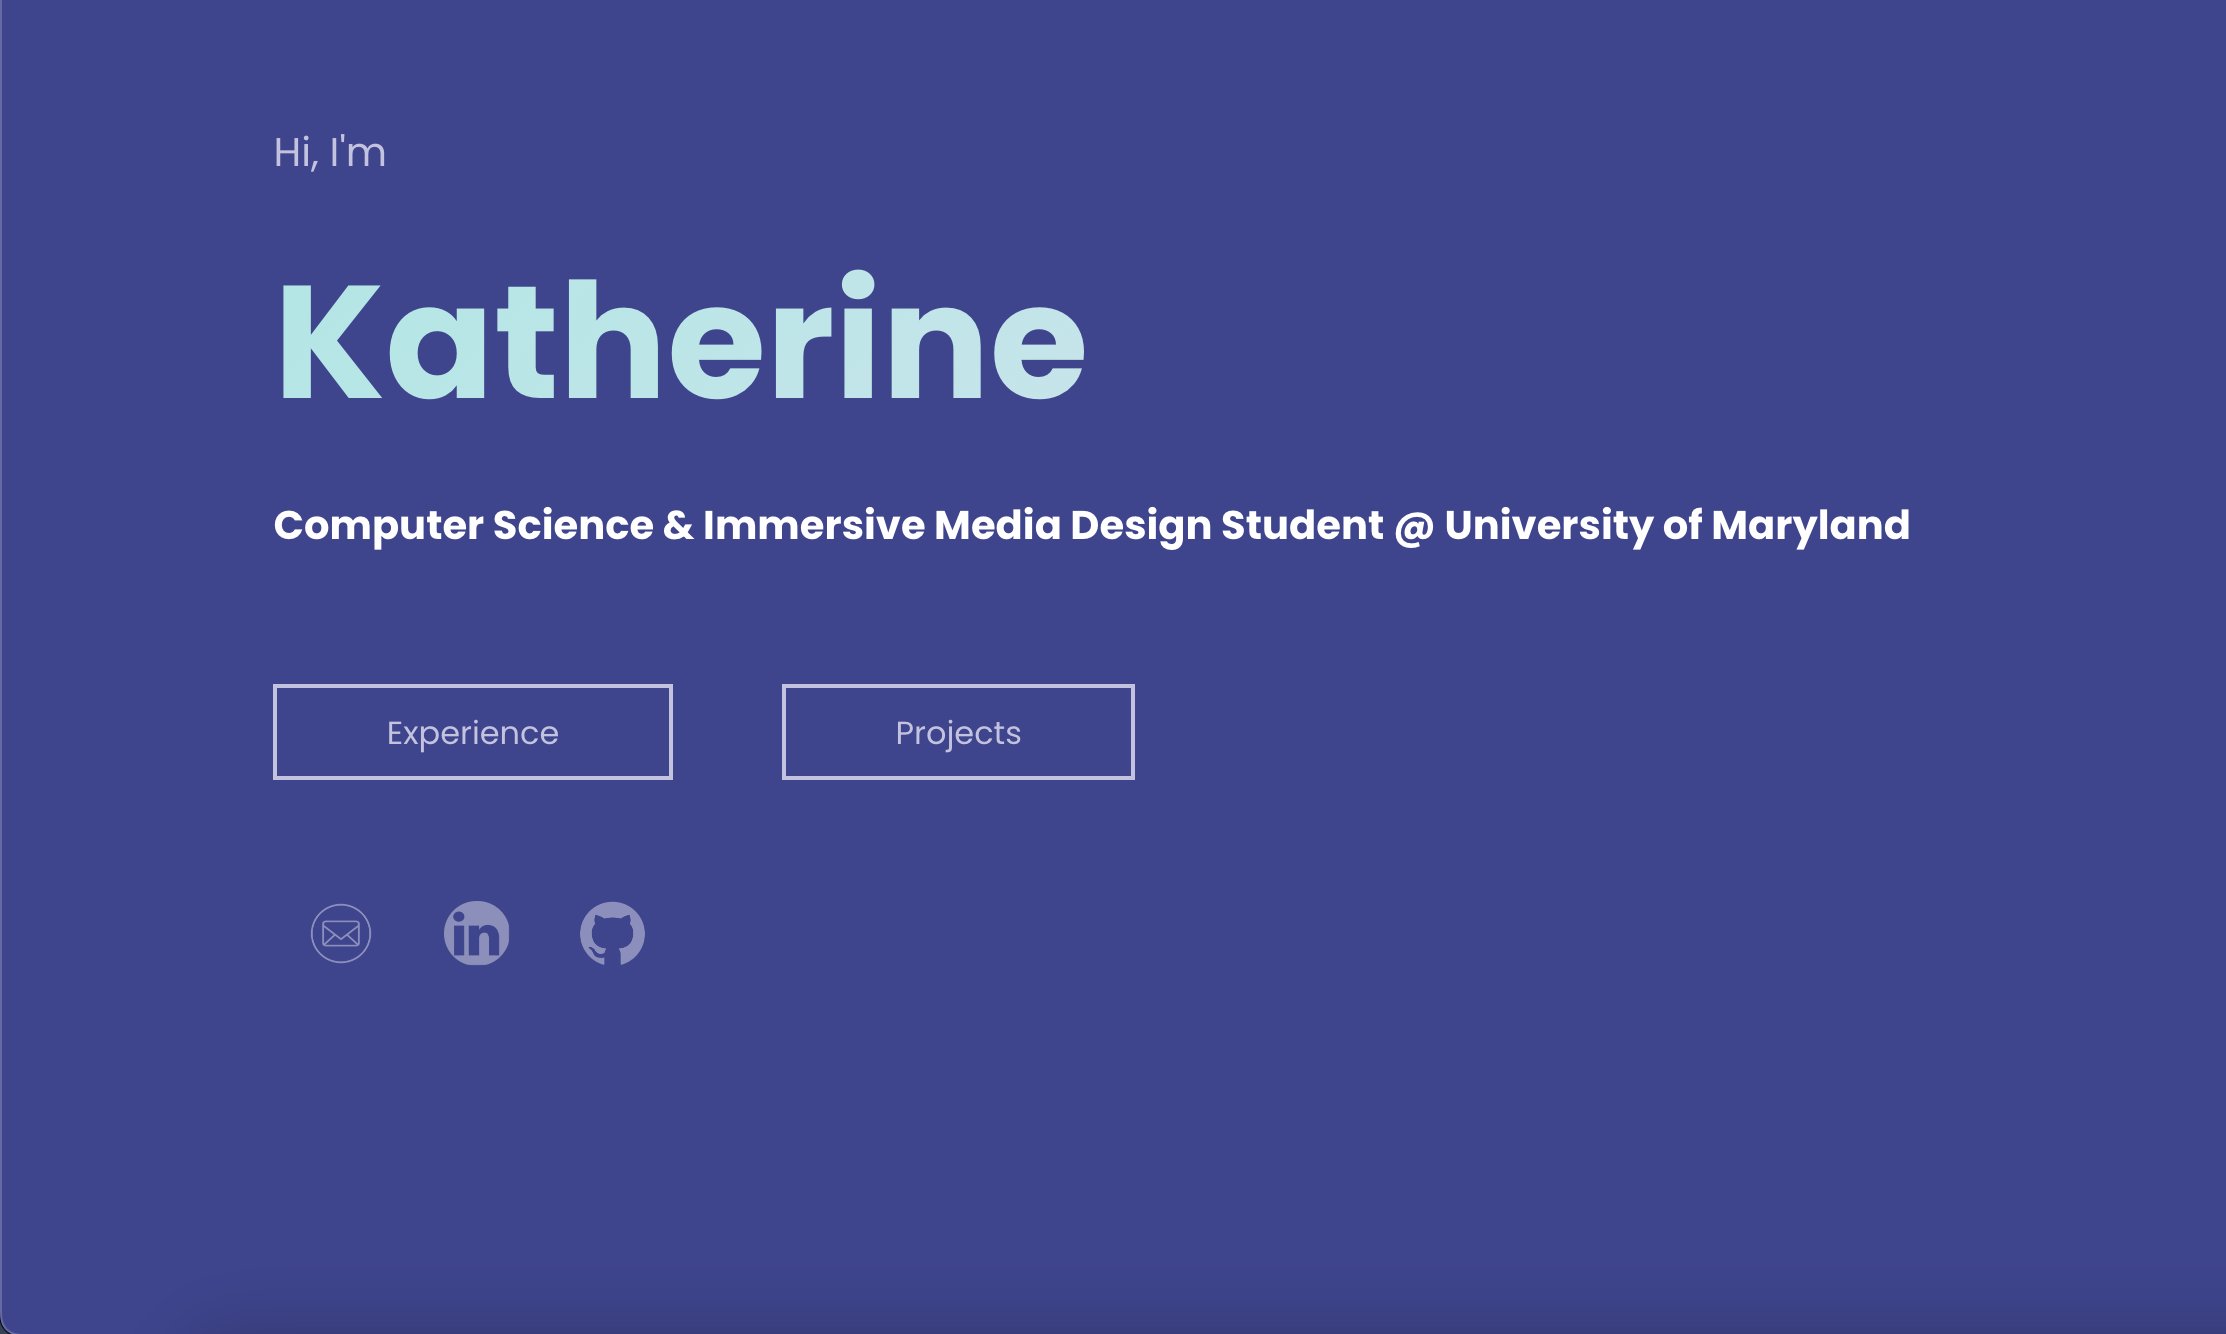 Hi, I'm
Katherine
Computer Science & Immersive Media Design Student @ University of Maryland
Experience
Projects
in